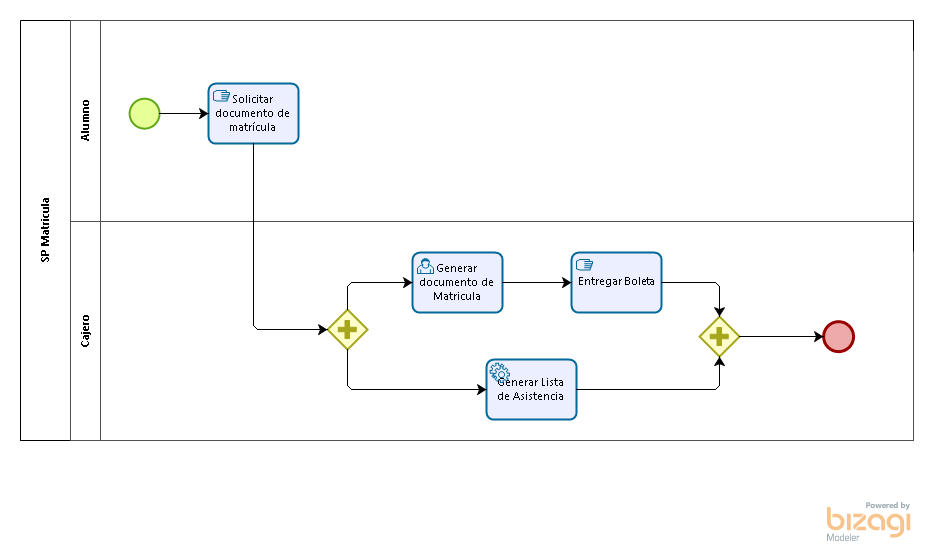 SP Matricula
Alumno
Solicitar
documento de
matrícula
Cajero
Generar
documento de
Matricula
Entregar Boleta
Generar Lista
de Asistencia
Powered by
bizagi
Modeler